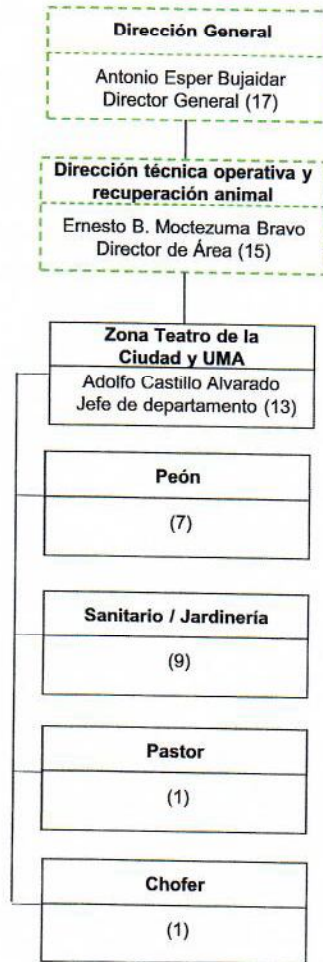 Dirección General
Antonio Esper Bujaidar
Director General (17)
Dirección técnica operativa y
recuperación animal
Ernesto B. Moctezuma Bravo
Director de Área (15)
Zona Teatro de la
Ciudad y UMA
Adolfo Castillo Alvarado
Jefe de departamento (13)
Peón
(7)
Sanitario / Jardinería
(9)
Pastor
(1)
Chofer
(1)